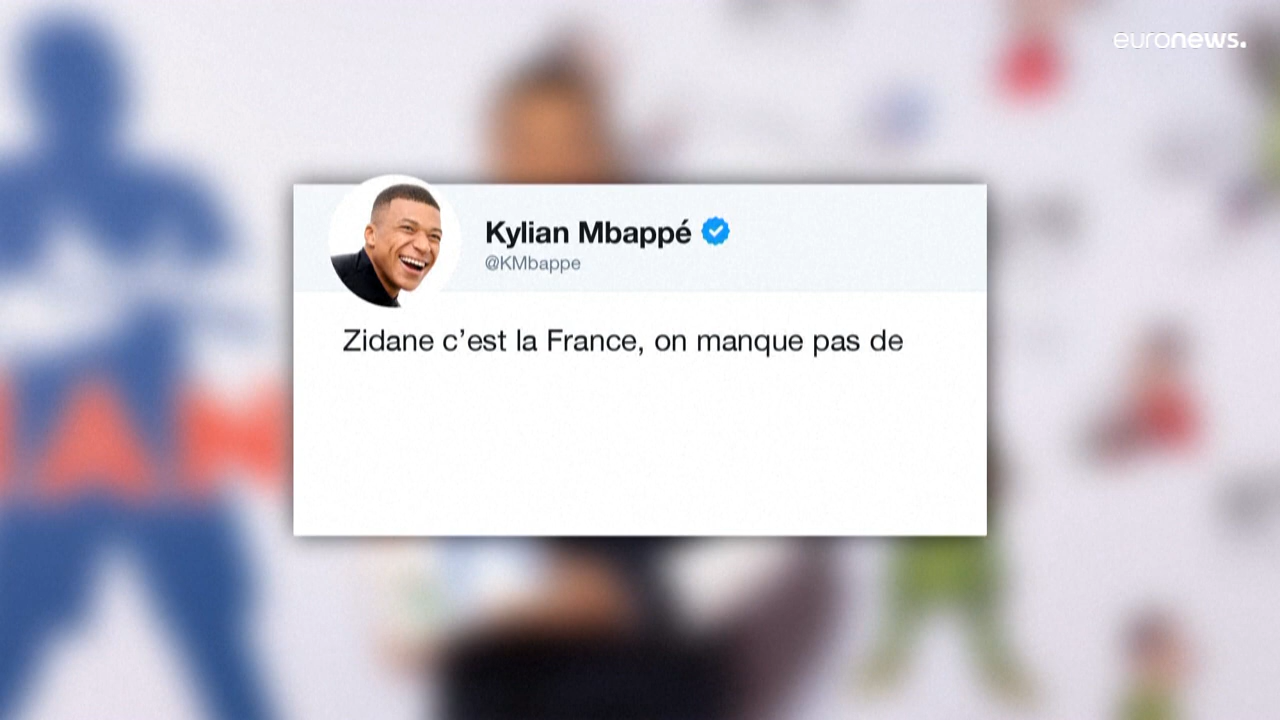 euronews.
Kylian Mbappé
@KMbappe
Zidane c’est la France, on manque pas de